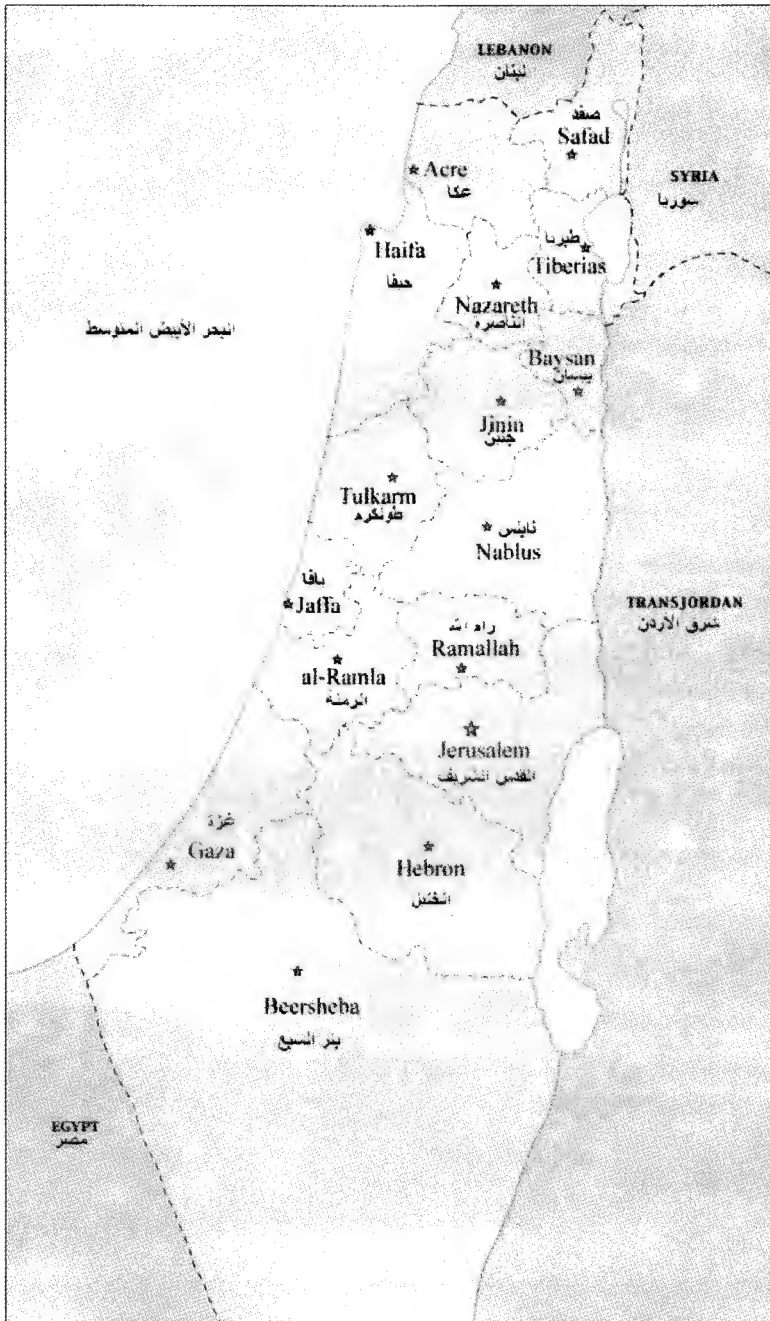 LEBANON
لبنان
صفد
Safad
Acre
عكا
SYRIA
سوريا
Haifa
حيفا
طبريا
Tiberias
Nazareth
الناصرة
البحر الأبيض المتوسط
Baysan
بيسان
Jinin
جنين
Tulkarm
طولكرم
نابلس
Nablus
يافا
Jaffa
TRANSJORDAN
شرق الأردن
رام الله
Ramallah
al-Ramla
الرملة
Jerusalem
القدس الشريف
غزة
Gaza
Hebron
الخليل
Beersheba
بئر السبع
EGYPT
مصر